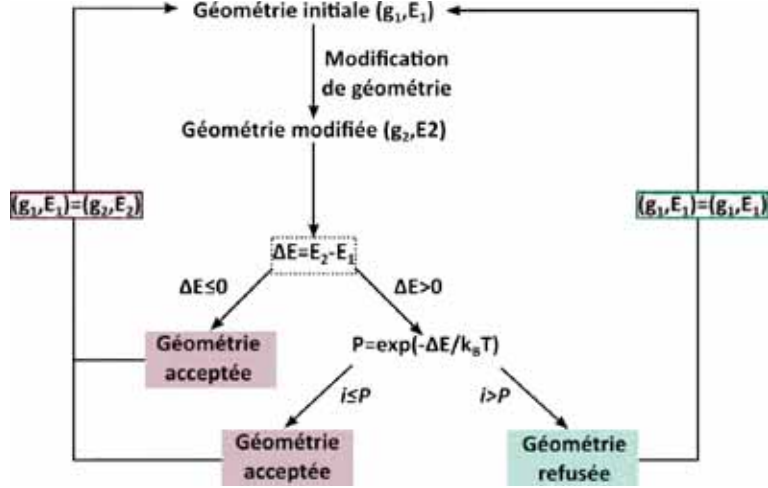 Géométrie initiale (g₁,E₁)
Modification
de géométrie
Géométrie modifiée (g₂,E2)
(g₁,E₁)=(g₂,E₂)
(g₁,E₁)=(g₁,E₁)
ΔE=E₂-E₁
ΔE≤0
ΔE>0
Géométrie
acceptée
P=exp(-ΔE/k_BT)
i≤P
i>P
Géométrie
acceptée
Géométrie
refusée